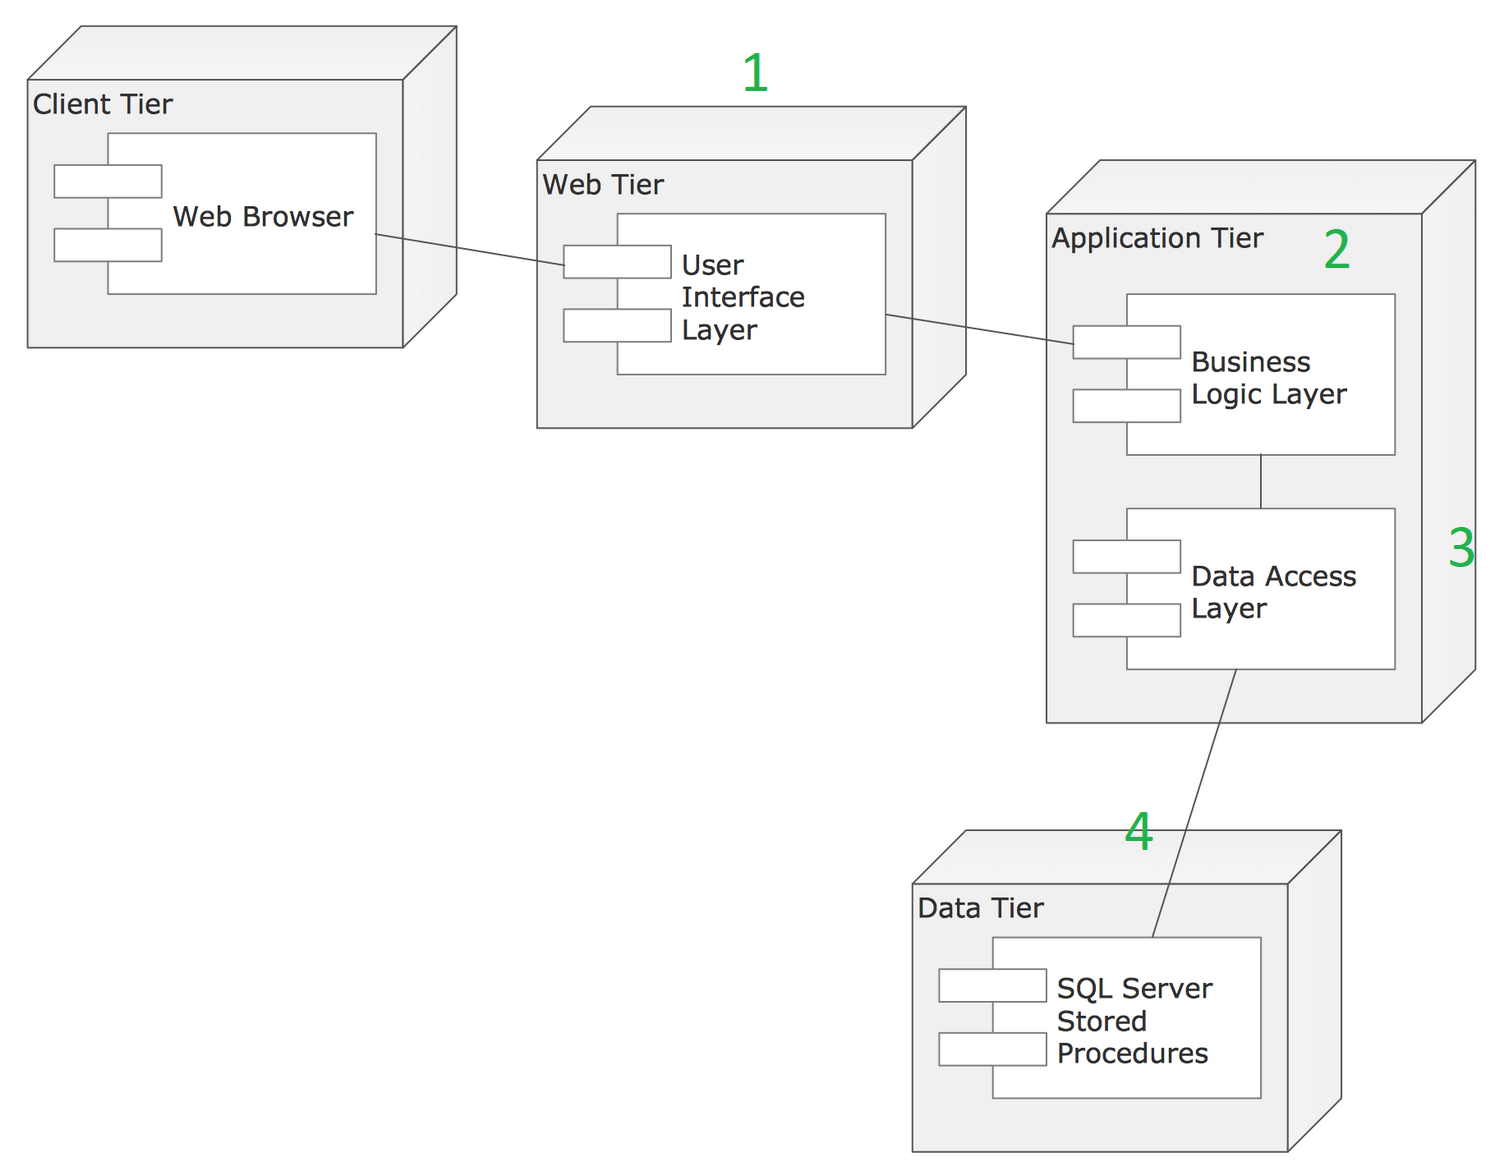 Client Tier
Web Browser
1
Web Tier
User
Interface
Layer
Application Tier
2
Business
Logic Layer
3
Data Access
Layer
4
Data Tier
SQL Server
Stored
Procedures